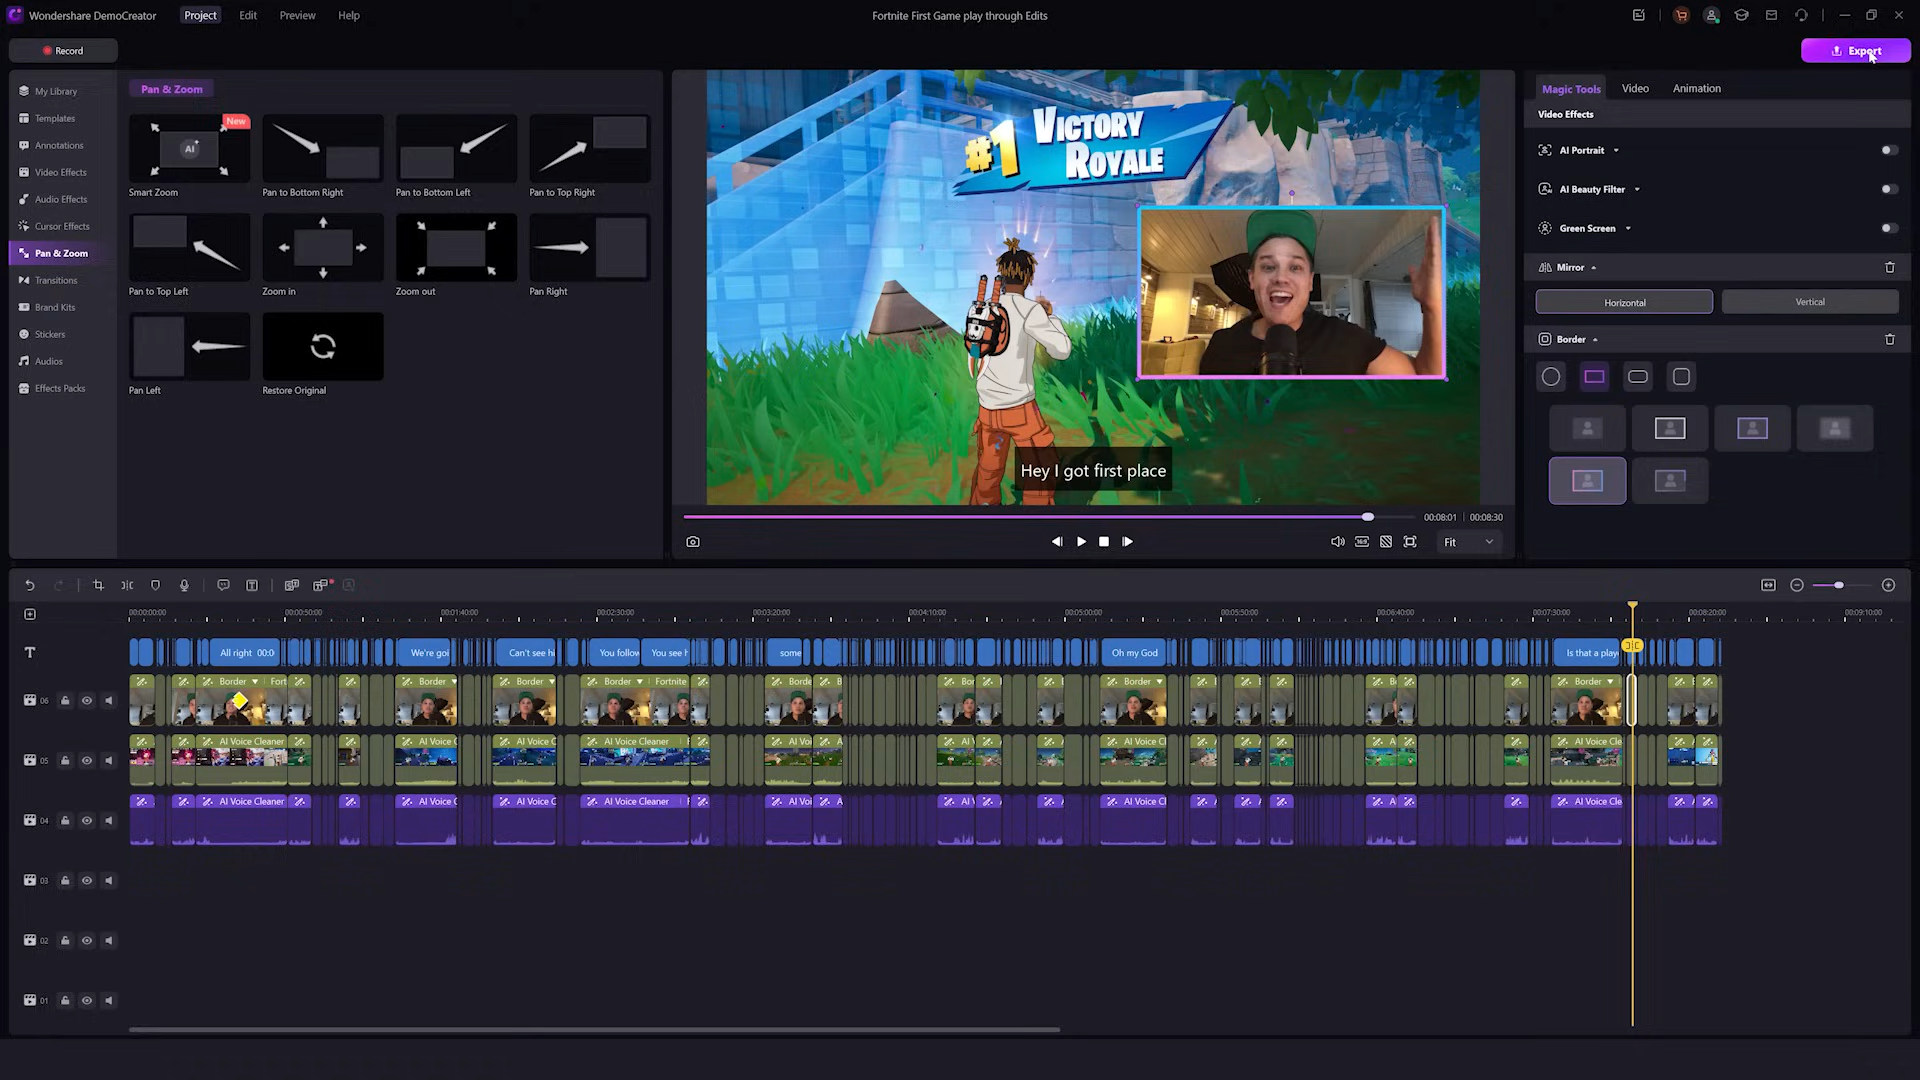 Wondershare DemoCreator Project Edit Preview Help Fortnite First Game play through Edits
Record Export
My Library
Templates
Annotations
Video Effects
Audio Effects
Cursor Effects
Pan & Zoom
Transitions
Brand Kits
Stickers
Audios
Effects Packs
Pan & Zoom
New
AI
Smart Zoom Pan to Bottom Right Pan to Bottom Left Pan to Top Right
Pan to Top Left Zoom in Zoom out Pan Right
Pan Left Restore Original
#1 VICTORY
ROYALE
Hey I got first place
00:08:01 | 00:08:30
Fit
Magic Tools Video Animation
Video Effects
AI Portrait
AI Beauty Filter
Green Screen
Mirror
Horizontal Vertical
Border
00:00:00:00 00:00:50:00 00:01:40:00 00:02:30:00 00:03:20:00 00:04:10:00 00:05:00:00 00:05:50:00 00:06:40:00 00:07:30:00 00:08:20:00 00:09:10:00
T All right 00:0 We're goi Can't see hi You follow You see h some Oh my God Is that a play
06 Border Fort Border Border Border Fortnite Borde B Border Border
05 AI Voice Cleaner AI Voice C AI Voice C AI Voice Cleaner AI Voi A AI V AI Voice Cl AI Voice Cle
04 AI Voice Cleaner AI Voice C AI Voice C AI Voice Cleaner AI Voi A AI V AI Voice Cl A AI Voice Cle
03
02
01